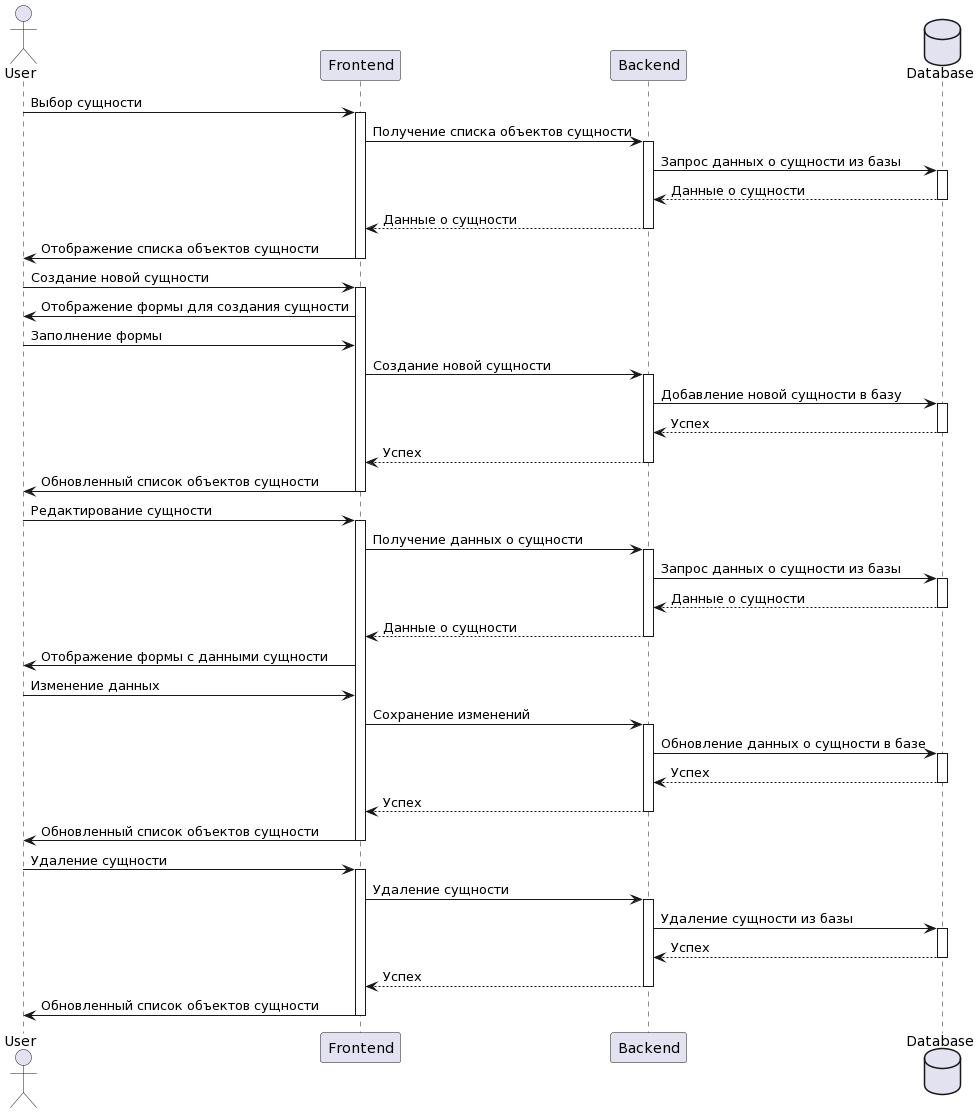 User
Frontend
Backend
Database
Выбор сущности
Получение списка объектов сущности
Запрос данных о сущности из базы
Данные о сущности
Данные о сущности
Отображение списка объектов сущности
Создание новой сущности
Отображение формы для создания сущности
Заполнение формы
Создание новой сущности
Добавление новой сущности в базу
Успех
Успех
Обновленный список объектов сущности
Редактирование сущности
Получение данных о сущности
Запрос данных о сущности из базы
Данные о сущности
Данные о сущности
Отображение формы с данными сущности
Изменение данных
Сохранение изменений
Обновление данных о сущности в базе
Успех
Успех
Обновленный список объектов сущности
Удаление сущности
Удаление сущности
Удаление сущности из базы
Успех
Успех
Обновленный список объектов сущности
User
Frontend
Backend
Database